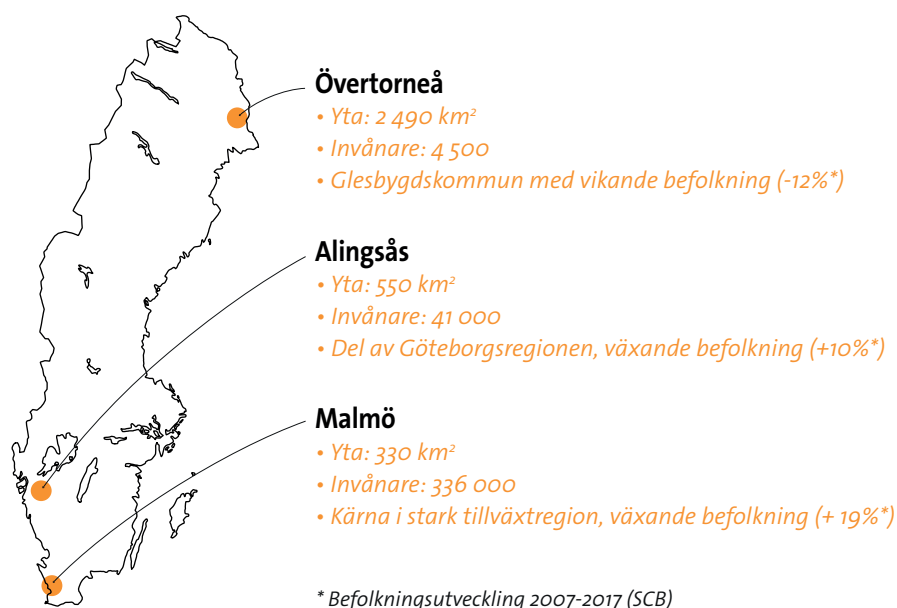 Övertorneå
• Yta: 2 490 km²
• Invånare: 4 500
• Glesbygdskommun med vikande befolkning (-12%*)
Alingsås
• Yta: 550 km²
• Invånare: 41 000
• Del av Göteborgsregionen, växande befolkning (+10%*)
Malmö
• Yta: 330 km²
• Invånare: 336 000
• Kärna i stark tillväxtregion, växande befolkning (+ 19%*)
* Befolkningsutveckling 2007-2017 (SCB)